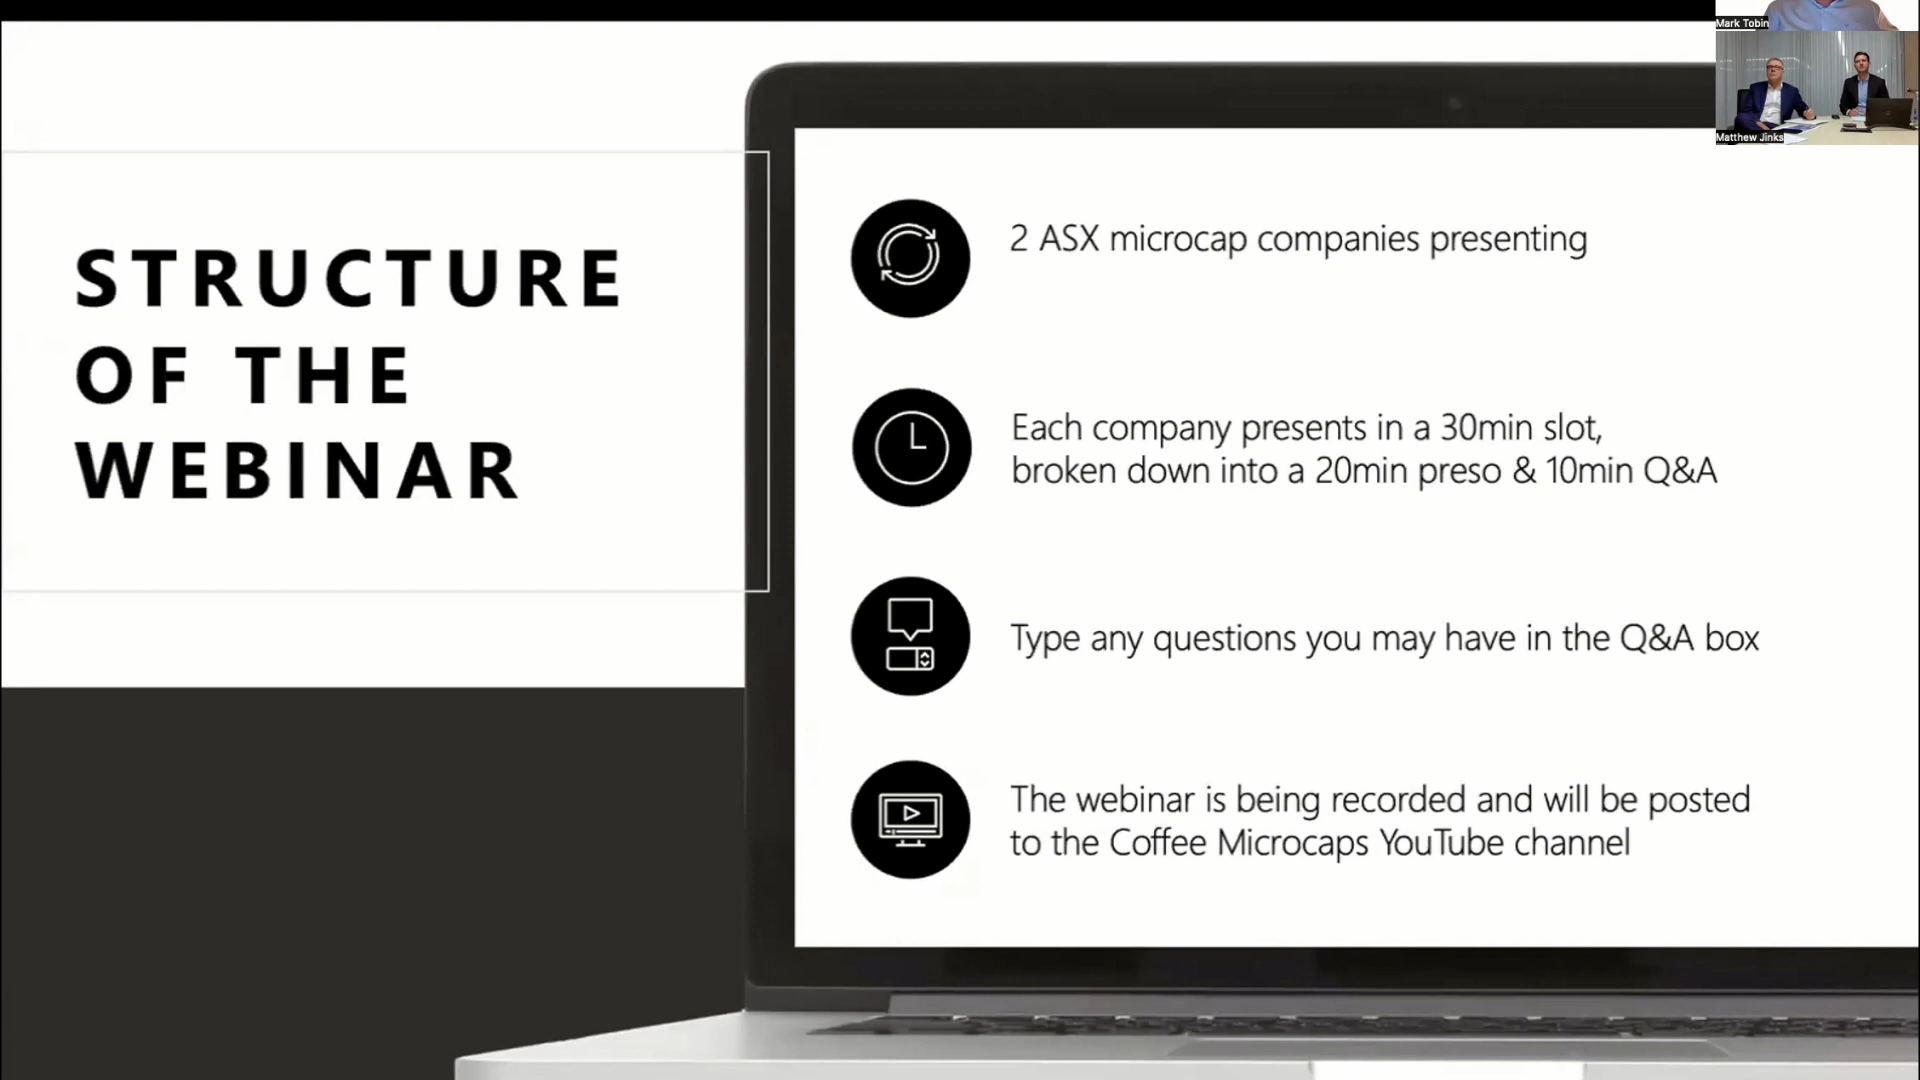 Mark Tobin
Matthew Jinks
STRUCTURE
OF THE
WEBINAR
2 ASX microcap companies presenting
Each company presents in a 30min slot,
broken down into a 20min preso & 10min Q&A
Type any questions you may have in the Q&A box
The webinar is being recorded and will be posted
to the Coffee Microcaps YouTube channel